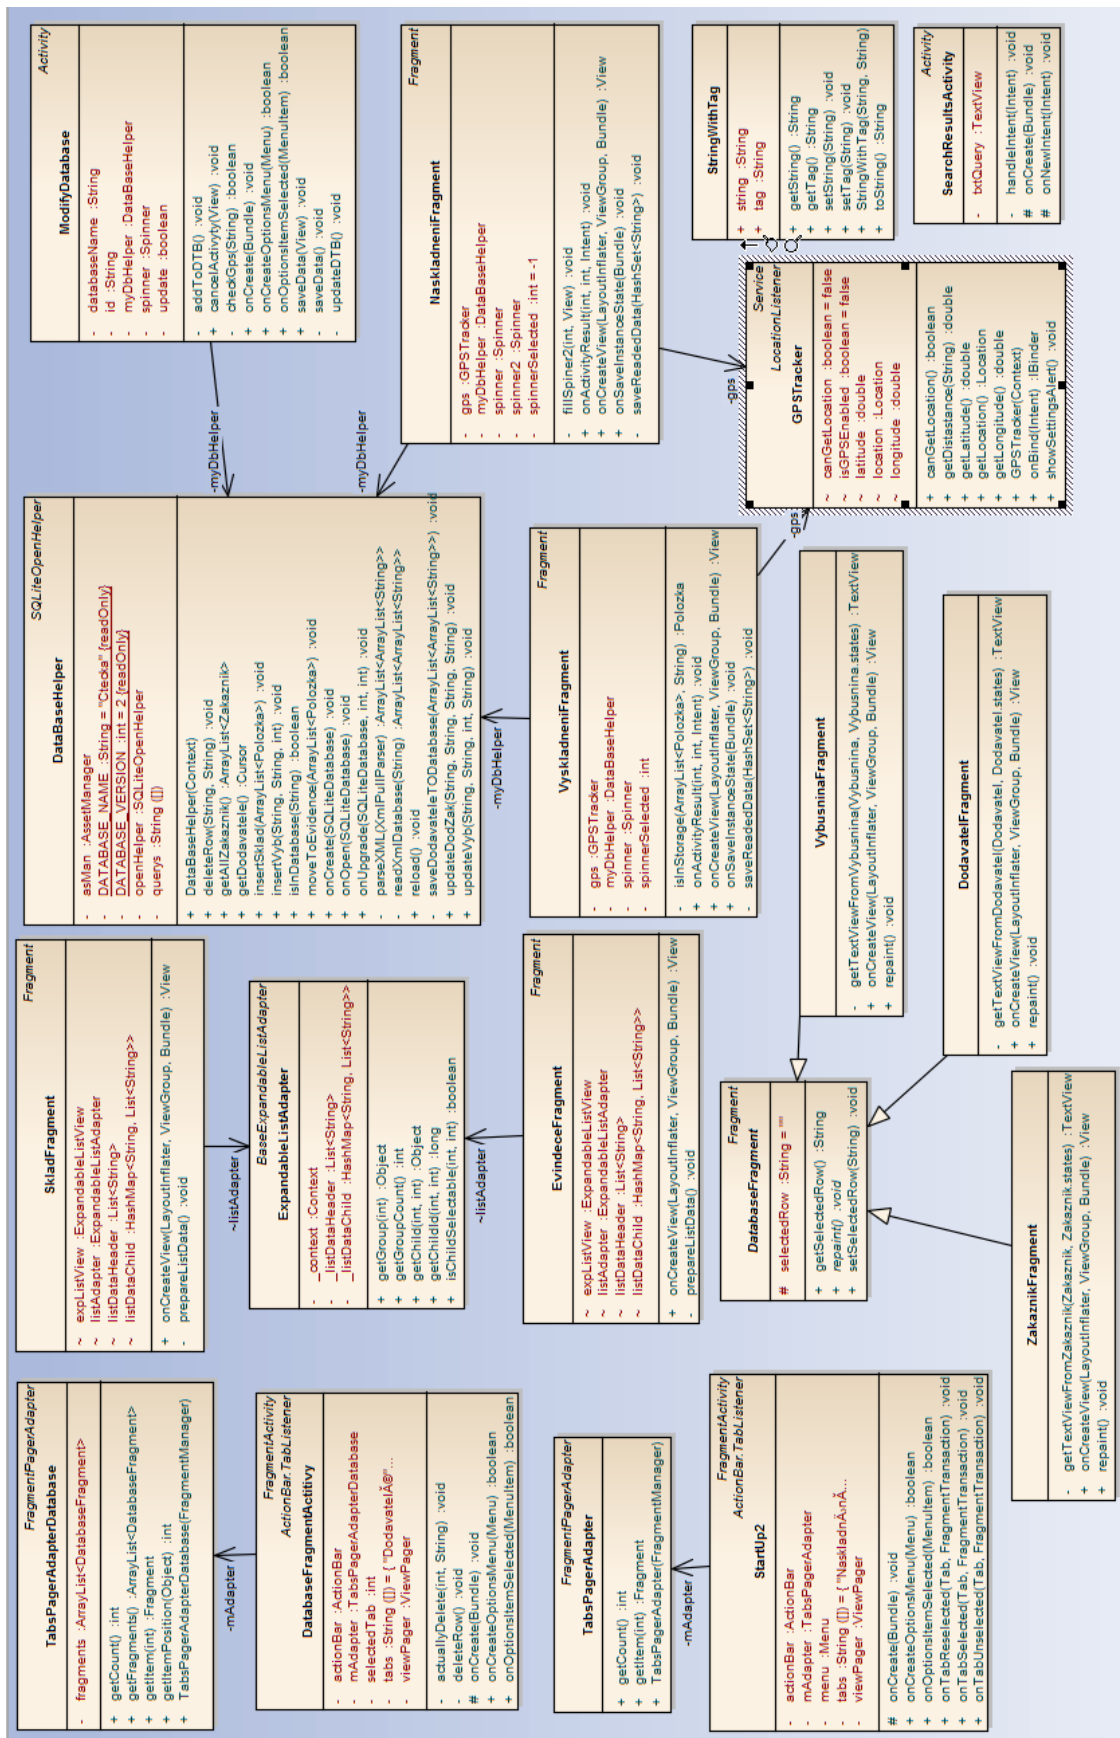 FragmentPagerAdapter
TabsPagerAdapterDatabase
- fragments :ArrayList<DatabaseFragment>
+ getCount() :int
+ getFragments() :ArrayList<DatabaseFragment>
+ getItem(int) :Fragment
+ getItemPosition(Object) :int
+ TabsPagerAdapterDatabase(FragmentManager)
-mAdapter
FragmentActivity
ActionBar.TabListener
DatabaseFragmentActitivy
- actionBar :ActionBar
- mAdapter :TabsPagerAdapterDatabase
- selectedTab :int
- tabs :String ([]) = { "DodavatelÅ®"...
- viewPager :ViewPager
- actuallyDelete(int, String) :void
- deleteRow() :void
# onCreate(Bundle) :void
+ onCreateOptionsMenu(Menu) :boolean
+ onOptionsItemSelected(MenuItem) :boolean
FragmentPagerAdapter
TabsPagerAdapter
+ getCount() :int
+ getItem(int) :Fragment
+ TabsPagerAdapter(FragmentManager)
-mAdapter
FragmentActivity
ActionBar.TabListener
StartUp2
- actionBar :ActionBar
- mAdapter :TabsPagerAdapter
- menu :Menu
- tabs :String ([]) = { "NaskladnÄ›nÃ...
- viewPager :ViewPager
# onCreate(Bundle) :void
+ onCreateOptionsMenu(Menu) :boolean
+ onOptionsItemSelected(MenuItem) :boolean
+ onTabReselected(Tab, FragmentTransaction) :void
+ onTabSelected(Tab, FragmentTransaction) :void
+ onTabUnselected(Tab, FragmentTransaction) :void
Fragment
SkladFragment
~ expListView :ExpandableListView
~ listAdapter :ExpandableListAdapter
~ listDataHeader :List<String>
~ listDataChild :HashMap<String, List<String>>
+ onCreateView(LayoutInflater, ViewGroup, Bundle) :View
- prepareListData() :void
~listAdapter
BaseExpandableListAdapter
ExpandableListAdapter
- _context :Context
- _listDataHeader :List<String>
- _listDataChild :HashMap<String, List<String>>
+ getGroup(int) :Object
+ getGroupCount() :int
+ getChild(int, int) :Object
+ getChildId(int, int) :long
+ isChildSelectable(int, int) :boolean
~listAdapter
Fragment
EvindeceFragment
~ expListView :ExpandableListView
~ listAdapter :ExpandableListAdapter
~ listDataHeader :List<String>
~ listDataChild :HashMap<String, List<String>>
+ onCreateView(LayoutInflater, ViewGroup, Bundle) :View
- prepareListData() :void
Fragment
DatabaseFragment
# selectedRow :String = ""
+ getSelectedRow() :String
+ repaint() :void
+ setSelectedRow(String) :void
ZakaznikFragment
- getTextViewFromZakaznik(Zakaznik, Zakaznik.states) :TextView
+ onCreateView(LayoutInflater, ViewGroup, Bundle) :View
+ repaint() :void
SQLiteOpenHelper
DataBaseHelper
- asMan :AssetManager
- DATABASE_NAME :String = "Ctecka" {readOnly}
- DATABASE_VERSION :int = 2 {readOnly}
- openHelper :SQLiteOpenHelper
- querys :String ([])
+ DataBaseHelper(Context)
+ deleteRow(String, String) :void
+ getAllZakaznik() :ArrayList<Zakaznik>
+ getDodavatele() :Cursor
+ insertSklad(ArrayList<Polozka>) :void
+ insertVyb(String, String, int) :void
+ isInDatabase(String) :boolean
+ moveToEvidence(ArrayList<Polozka>) :void
+ onCreate(SQLiteDatabase) :void
+ onOpen(SQLiteDatabase) :void
+ onUpgrade(SQLiteDatabase, int, int) :void
- parseXML(XmlPullParser) :ArrayList<ArrayList<String>>
- readXmlDatabase(String) :ArrayList<ArrayList<String>>
+ reload() :void
- saveDodavateleTODatabase(ArrayList<ArrayList<String>>) :void
+ updateDodZak(String, String, String, String) :void
+ updateVyb(String, String, int, String) :void
-myDbHelper
Fragment
VyskladneniFragment
- gps :GPSTracker
- myDbHelper :DataBaseHelper
- spinner :Spinner
- spinnerSelected :int
- isInStorage(ArrayList<Polozka>, String) :Polozka
+ onActivityResult(int, int, Intent) :void
+ onCreateView(LayoutInflater, ViewGroup, Bundle) :View
+ onSaveInstanceState(Bundle) :void
- saveReadedData(HashSet<String>) :void
VybusninaFragment
- getTextViewFromVybusnina(Vybusnina, Vybusnina.states) :TextView
+ onCreateView(LayoutInflater, ViewGroup, Bundle) :View
+ repaint() :void
DodavatelFragment
- getTextViewFromDodavatel(Dodavatel, Dodavatel.states) :TextView
+ onCreateView(LayoutInflater, ViewGroup, Bundle) :View
+ repaint() :void
Activity
ModifyDatabase
- databaseName :String
- id :String
- myDbHelper :DataBaseHelper
- spinner :Spinner
- update :boolean
- addToDTB() :void
+ cancelActivyty(View) :void
- checkGps(String) :boolean
+ onCreate(Bundle) :void
+ onCreateOptionsMenu(Menu) :boolean
+ onOptionsItemSelected(MenuItem) :boolean
+ saveData(View) :void
- saveData() :void
- updateDTB() :void
-myDbHelper
-myDbHelper
Fragment
NaskladneniFragment
- gps :GPSTracker
- myDbHelper :DataBaseHelper
- spinner :Spinner
- spinner2 :Spinner
- spinnerSelected :int = -1
- fillSpiner2(int, View) :void
+ onActivityResult(int, int, Intent) :void
+ onCreateView(LayoutInflater, ViewGroup, Bundle) :View
+ onSaveInstanceState(Bundle) :void
- saveReadedData(HashSet<String>) :void
-gps
-gps
Service
LocationListener
GPSTracker
~ canGetLocation :boolean = false
~ isGPSEnabled :boolean = false
~ latitude :double
~ location :Location
~ longitude :double
+ canGetLocation() :boolean
+ getDistastance(String) :double
+ getLatitude() :double
+ getLocation() :Location
+ getLongitude() :double
+ GPSTracker(Context)
+ onBind(Intent) :IBinder
+ showSettingsAlert() :void
StringWithTag
+ string :String
+ tag :String
+ getString() :String
+ getTag() :String
+ setString(String) :void
+ setTag(String) :void
+ StringWithTag(String, String)
+ toString() :String
Activity
SearchResultsActivity
- txtQuery :TextView
- handleIntent(Intent) :void
# onCreate(Bundle) :void
# onNewIntent(Intent) :void